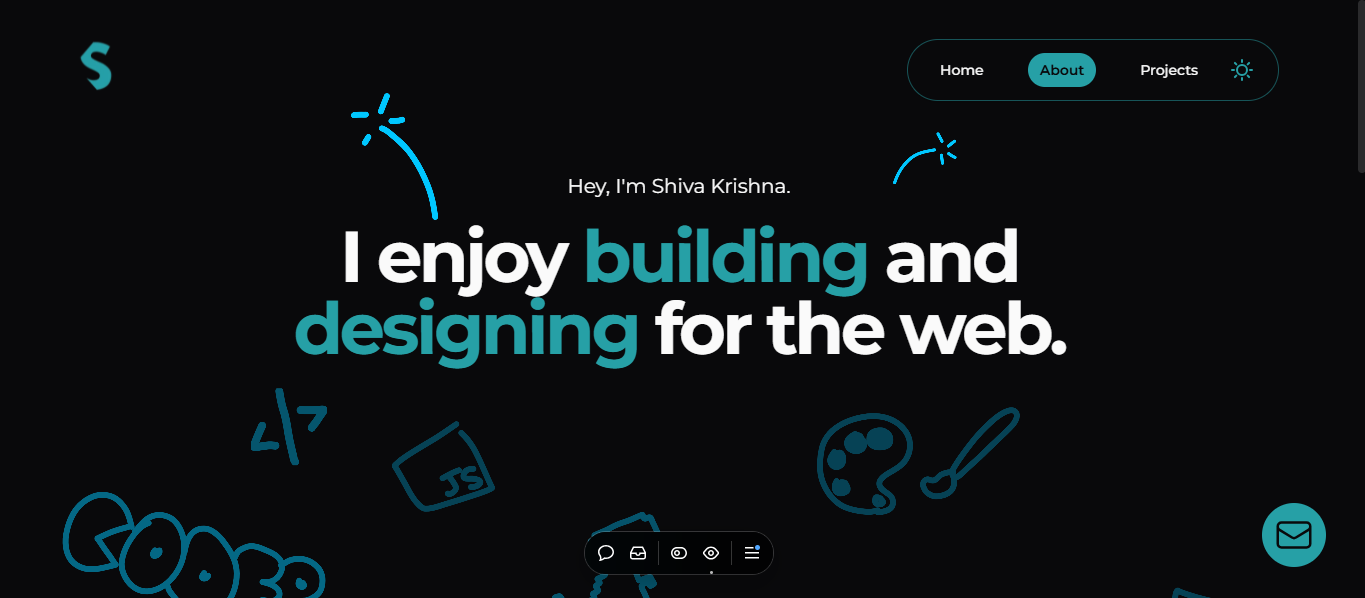 S
Home
About
Projects
Hey, I'm Shiva Krishna.
I enjoy building and
designing for the web.
</>
JS